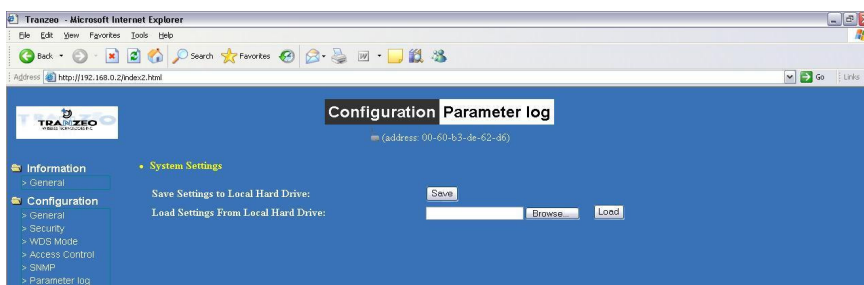 Tranzeo - Microsoft Internet Explorer
File Edit View Favorites Tools Help
Back Search Favorites
Address http://192.168.0.2/index2.html Go Links
TRANZEO
Configuration Parameter log
(address: 00-60-b3-de-62-d6)
Information
> General
Configuration
> General
> Security
> WDS Mode
> Access Control
> SNMP
> Parameter log
• System Settings
Save Settings to Local Hard Drive: Save
Load Settings From Local Hard Drive: Browse... Load